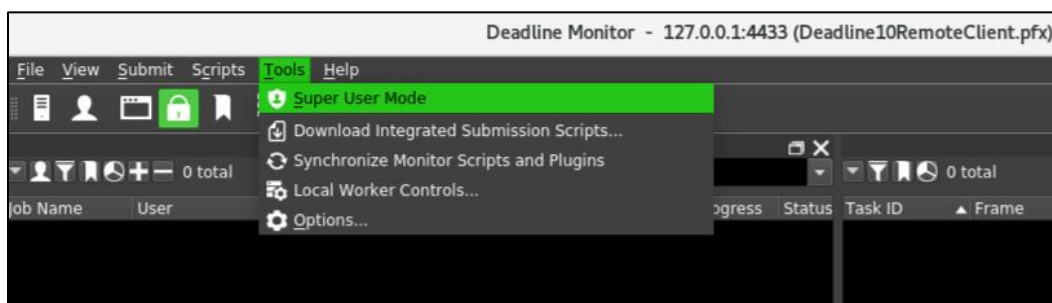 Deadline Monitor - 127.0.0.1:4433 (Deadline10RemoteClient.pfx)
File View Submit Scripts Tools Help
Super User Mode
Download Integrated Submission Scripts...
Synchronize Monitor Scripts and Plugins
0 total
0 total
Local Worker Controls...
Job Name User
ogress Status Task ID Frame
Options...